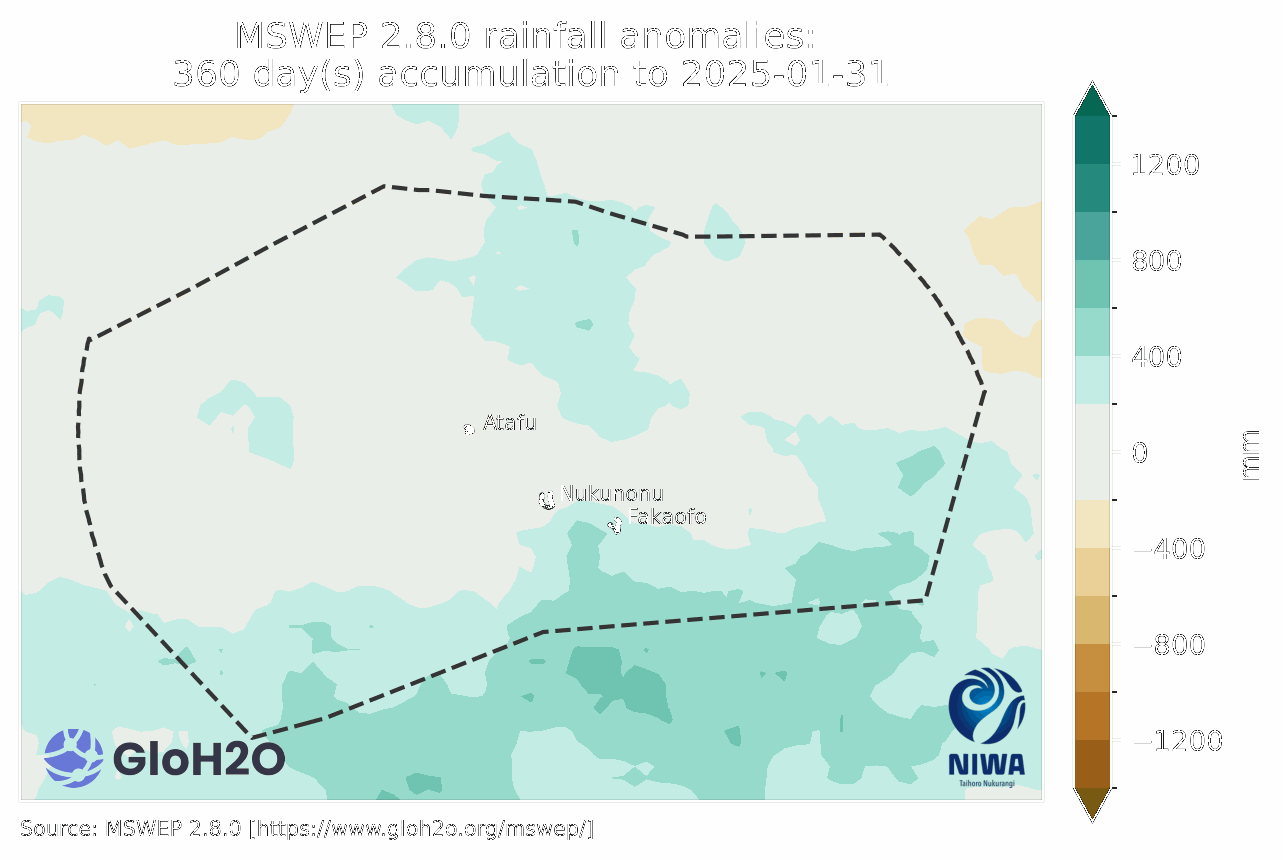 MSWEP 2.8.0 rainfall anomalies:
360 day(s) accumulation to 2025-01-31
1200
800
400
0
−400
−800
−1200
mm
Atafu
Nukunonu
Fakaofo
GloH2O
NIWA
Taihoro Nukurangi
Source: MSWEP 2.8.0 [https://www.gloh2o.org/mswep/]